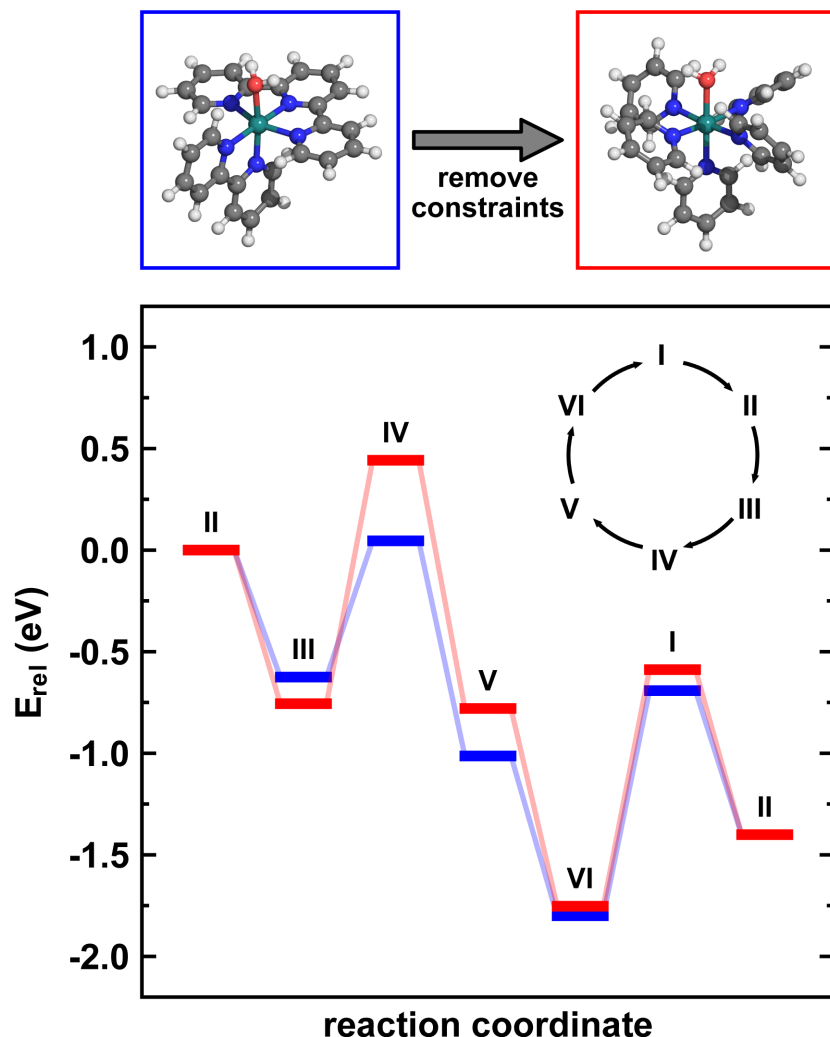 remove
constraints
1.0
0.5
0.0
-0.5
-1.0
-1.5
-2.0
E_rel (eV)
reaction coordinate
II
III
IV
V
VI
I
II
I
II
III
IV
V
VI